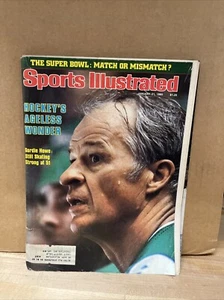 THE SUPER BOWL: MATCH OR MISMATCH?
Sports Illustrated
HOCKEY'S
AGELESS
WONDER
Gordie Howe:
Still Skating
Strong at 51